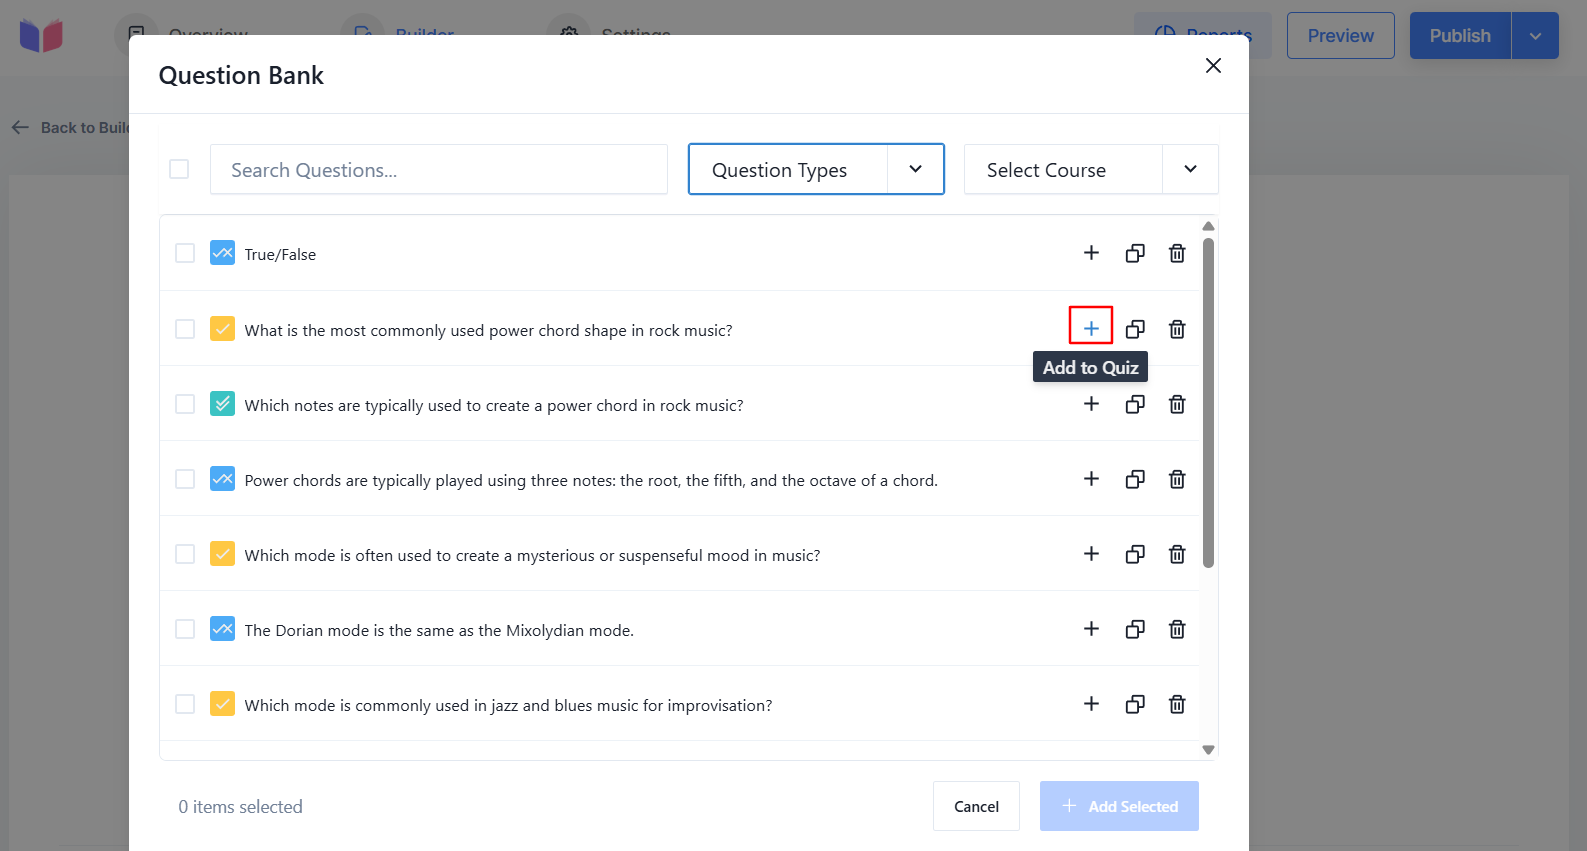 Overview
Builder
Settings
Reports
Preview
Publish
Question Bank
Back to Build
Search Questions...
Question Types
Select Course
True/False
What is the most commonly used power chord shape in rock music?
Add to Quiz
Which notes are typically used to create a power chord in rock music?
Power chords are typically played using three notes: the root, the fifth, and the octave of a chord.
Which mode is often used to create a mysterious or suspenseful mood in music?
The Dorian mode is the same as the Mixolydian mode.
Which mode is commonly used in jazz and blues music for improvisation?
0 items selected
Cancel
Add Selected